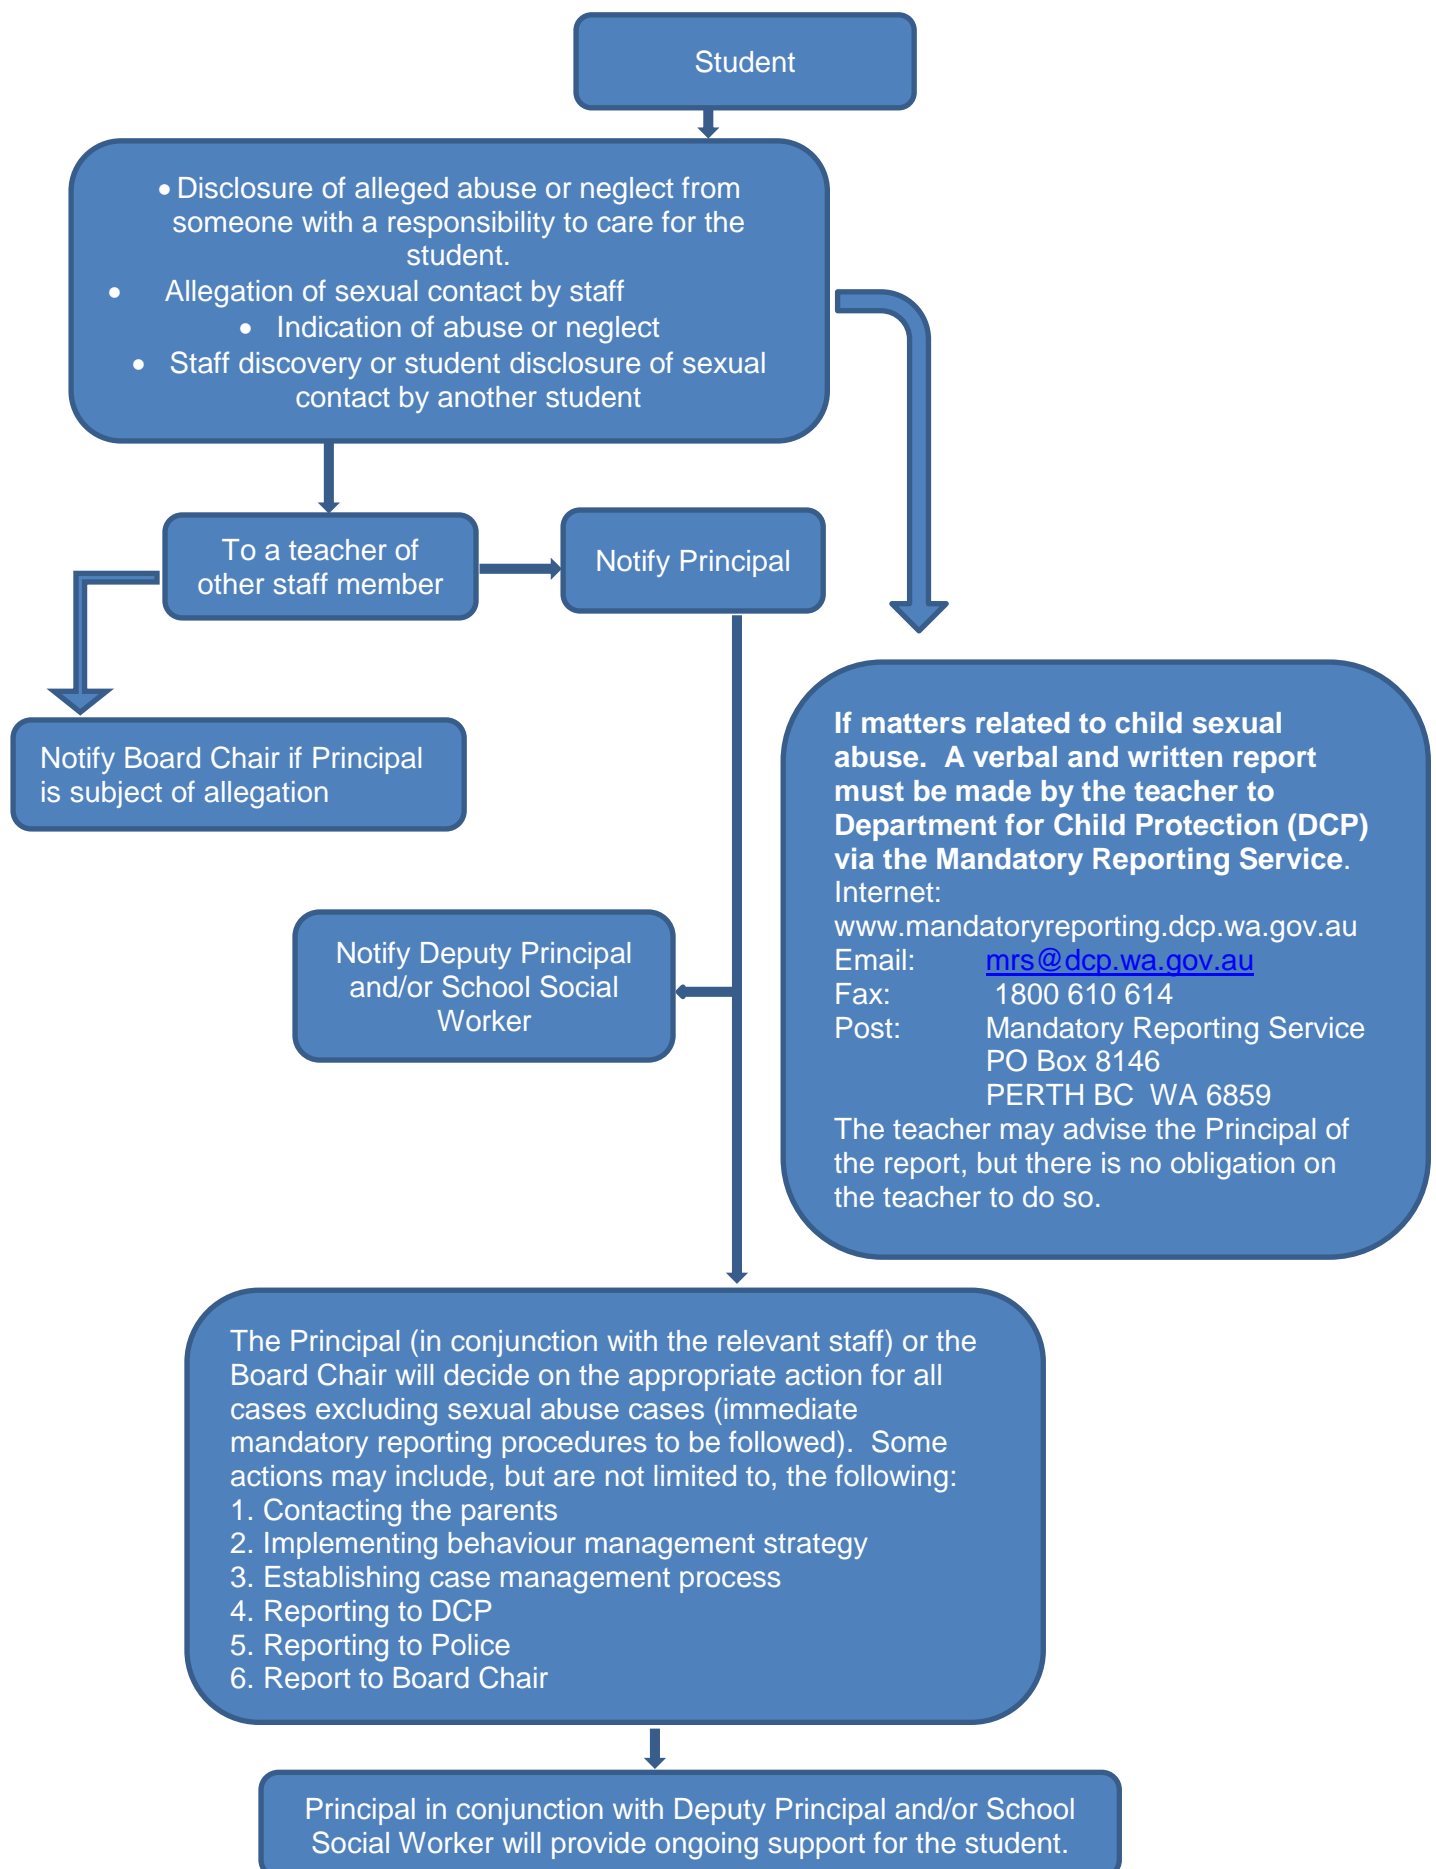 Student
• Disclosure of alleged abuse or neglect from
someone with a responsibility to care for the
student.
• Allegation of sexual contact by staff
• Indication of abuse or neglect
• Staff discovery or student disclosure of sexual
contact by another student
To a teacher of
other staff member
Notify Principal
Notify Board Chair if Principal
is subject of allegation
If matters related to child sexual
abuse.  A verbal and written report
must be made by the teacher to
Department for Child Protection (DCP)
via the Mandatory Reporting Service.
Internet:
www.mandatoryreporting.dcp.wa.gov.au
Email: mrs@dcp.wa.gov.au
Fax: 1800 610 614
Post: Mandatory Reporting Service
PO Box 8146
PERTH BC  WA 6859
The teacher may advise the Principal of
the report, but there is no obligation on
the teacher to do so.
Notify Deputy Principal
and/or School Social
Worker
The Principal (in conjunction with the relevant staff) or the
Board Chair will decide on the appropriate action for all
cases excluding sexual abuse cases (immediate
mandatory reporting procedures to be followed).  Some
actions may include, but are not limited to, the following:
1. Contacting the parents
2. Implementing behaviour management strategy
3. Establishing case management process
4. Reporting to DCP
5. Reporting to Police
6. Report to Board Chair
Principal in conjunction with Deputy Principal and/or School
Social Worker will provide ongoing support for the student.